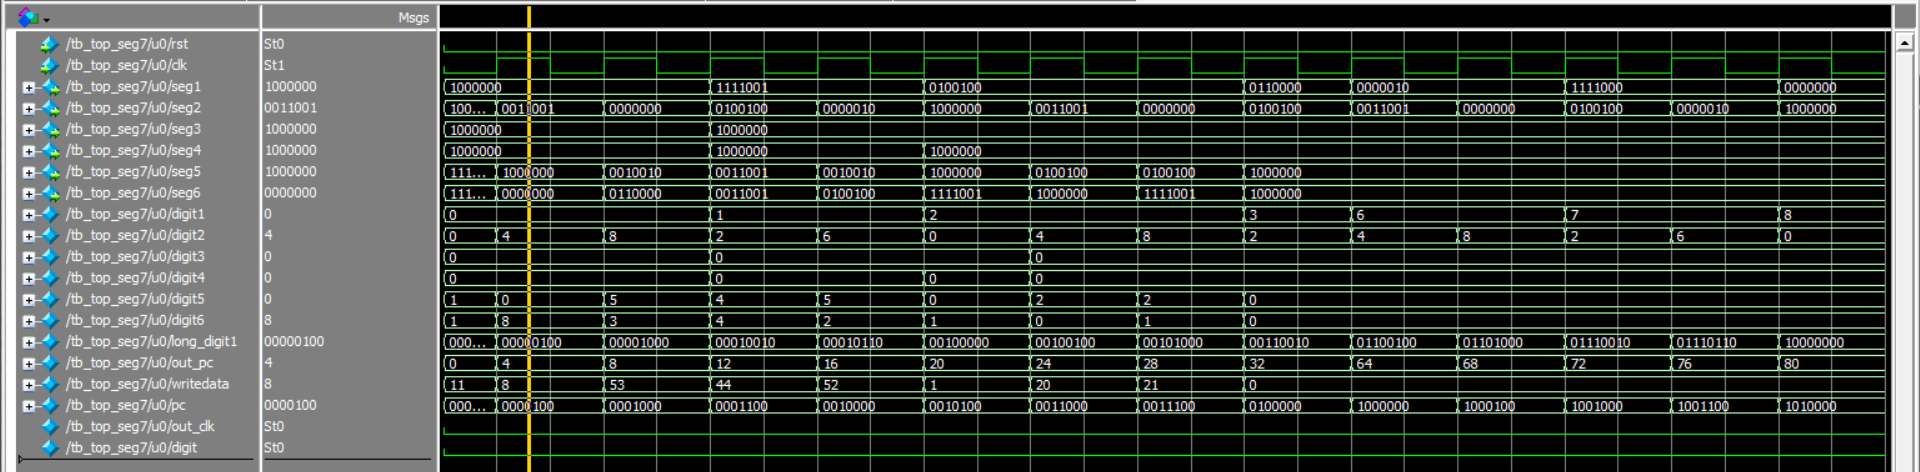 Msgs
/tb_top_seg7/u0/rst St0
/tb_top_seg7/u0/clk St1
/tb_top_seg7/u0/seg1 1000000 1000000 1111001 0100100 0110000 0000010 1111000 0000000
/tb_top_seg7/u0/seg2 0011001 100... 0011001 0000000 0100100 0000010 1000000 0011001 0000000 0100100 0011001 0000000 0100100 0000010 1000000
/tb_top_seg7/u0/seg3 1000000 1000000 1000000
/tb_top_seg7/u0/seg4 1000000 1000000 1000000 1000000
/tb_top_seg7/u0/seg5 1000000 111... 1000000 0010010 0011001 0010010 1000000 0100100 0100100 1000000
/tb_top_seg7/u0/seg6 0000000 111... 0000000 0110000 0011001 0100100 1111001 1000000 1111001 1000000
/tb_top_seg7/u0/digit1 0 0 1 2 3 6 7 8
/tb_top_seg7/u0/digit2 4 0 4 8 2 6 0 4 8 2 4 8 2 6 0
/tb_top_seg7/u0/digit3 0 0 0 0
/tb_top_seg7/u0/digit4 0 0 0 0 0
/tb_top_seg7/u0/digit5 0 1 0 5 4 5 0 2 2 0
/tb_top_seg7/u0/digit6 8 1 8 3 4 2 1 0 1 0
/tb_top_seg7/u0/long_digit1 00000100 000... 00000100 00001000 00010010 00010110 00100000 00100100 00101000 00110010 01100100 01101000 01110010 01110110 10000000
/tb_top_seg7/u0/out_pc 4 0 4 8 12 16 20 24 28 32 64 68 72 76 80
/tb_top_seg7/u0/writedata 8 11 8 53 44 52 1 20 21 0
/tb_top_seg7/u0/pc 0000100 000... 0000100 0001000 0001100 0010000 0010100 0011000 0011100 0100000 1000000 1000100 1001000 1001100 1010000
/tb_top_seg7/u0/out_clk St0
/tb_top_seg7/u0/digit St0